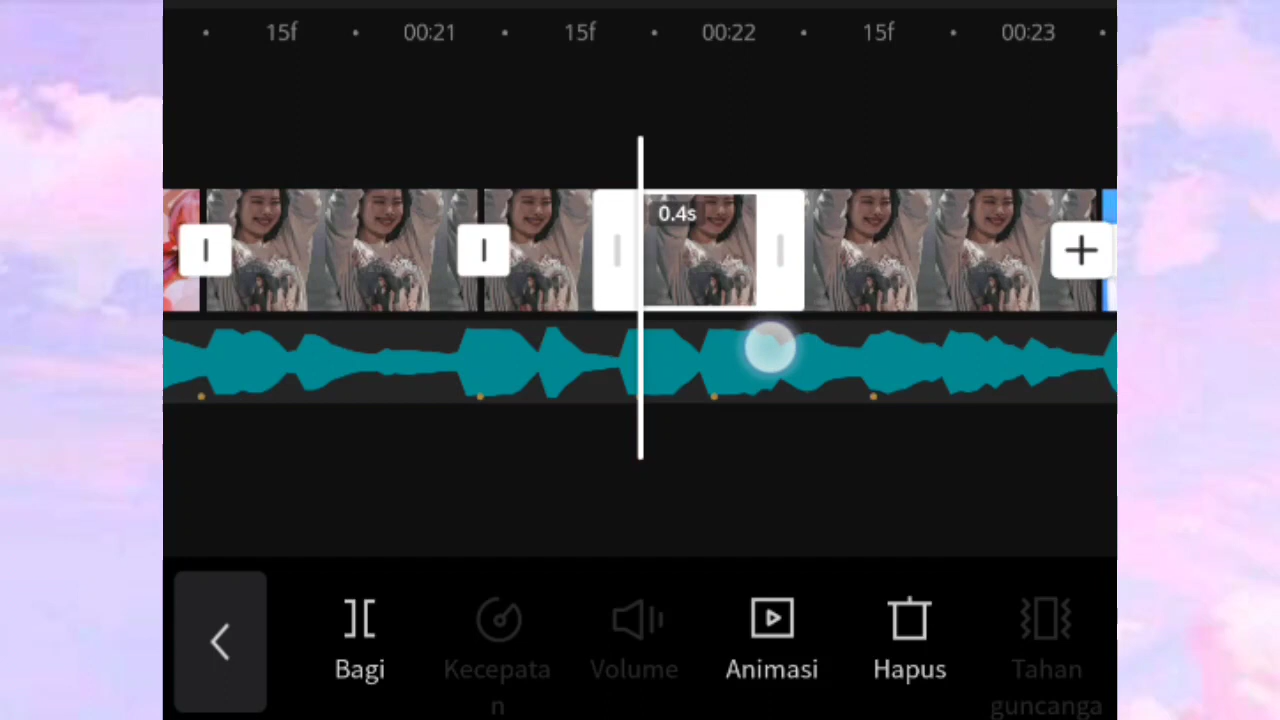 15f 00:21 15f 00:22 15f 00:23
0.4s
Bagi Kecepata Volume Animasi Hapus Tahan
n guncanga